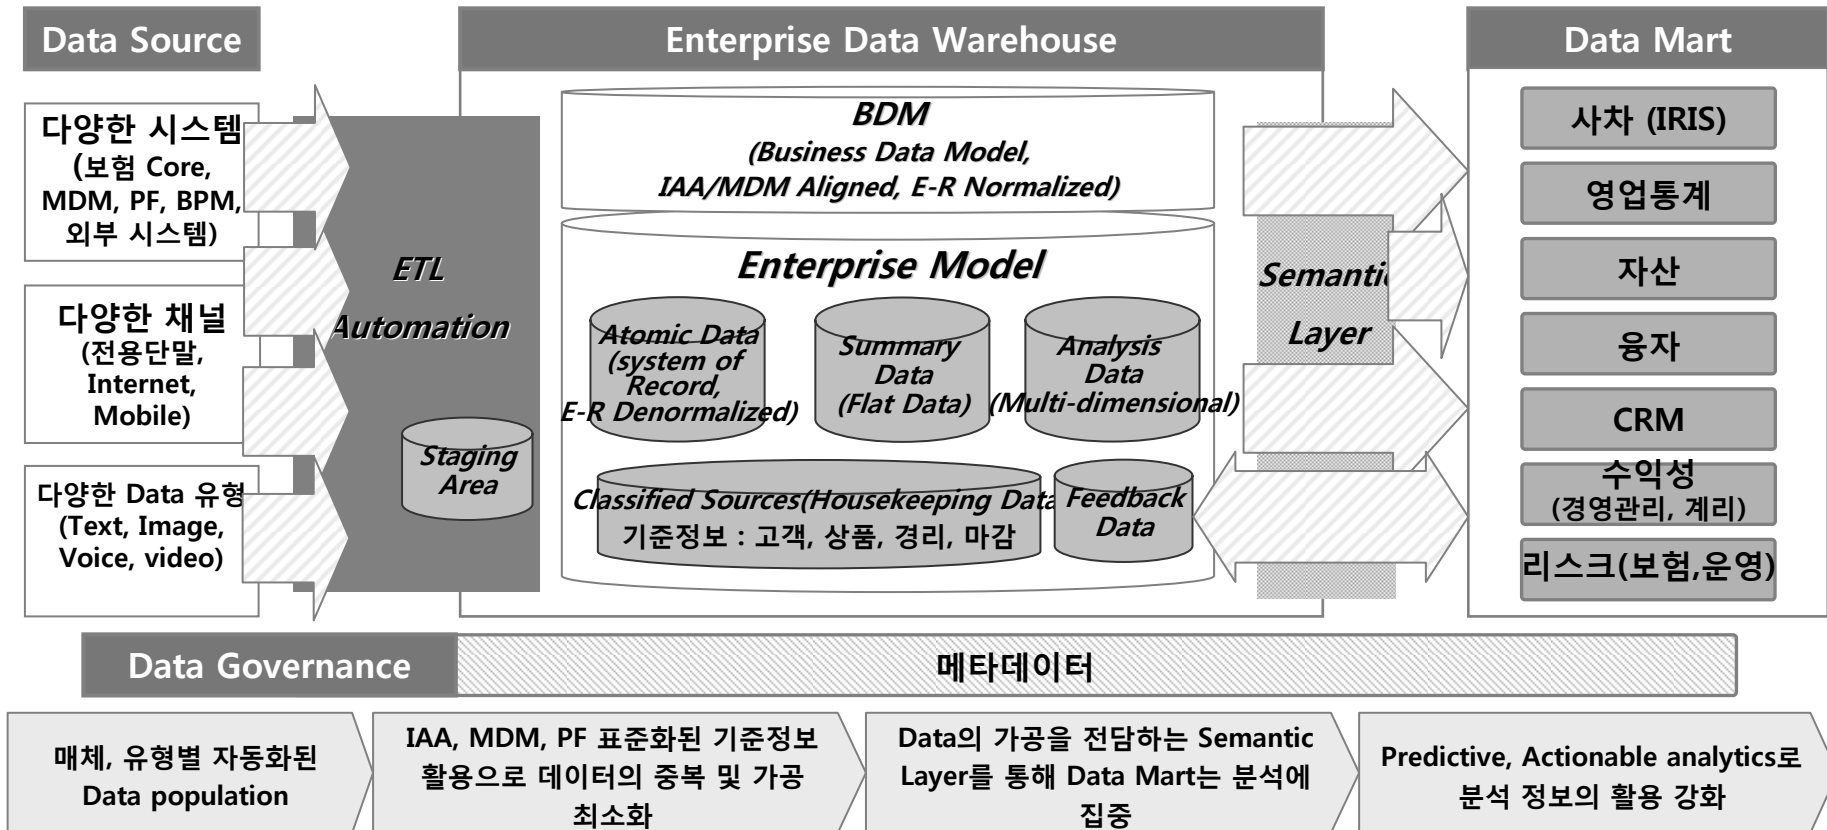 Data Source
Enterprise Data Warehouse
Data Mart
다양한 시스템
(보험 Core,
MDM, PF, BPM,
외부 시스템)
다양한 채널
(전용단말,
Internet,
Mobile)
다양한 Data 유형
(Text, Image,
Voice, video)
ETL
Automation
Staging
Area
BDM
(Business Data Model,
IAA/MDM Aligned, E-R Normalized)
Enterprise Model
Atomic Data
(system of
Record,
E-R Denormalized)
Summary
Data
(Flat Data)
Analysis
Data
(Multi-dimensional)
Classified Sources(Housekeeping Data
기준정보 : 고객, 상품, 경리, 마감
Feedback
Data
Semantic
Layer
사차 (IRIS)
영업통계
자산
융자
CRM
수익성
(경영관리, 계리)
리스크(보험,운영)
Data Governance
메타데이터
매체, 유형별 자동화된
Data population
IAA, MDM, PF 표준화된 기준정보
활용으로 데이터의 중복 및 가공
최소화
Data의 가공을 전담하는 Semantic
Layer를 통해 Data Mart는 분석에
집중
Predictive, Actionable analytics로
분석 정보의 활용 강화